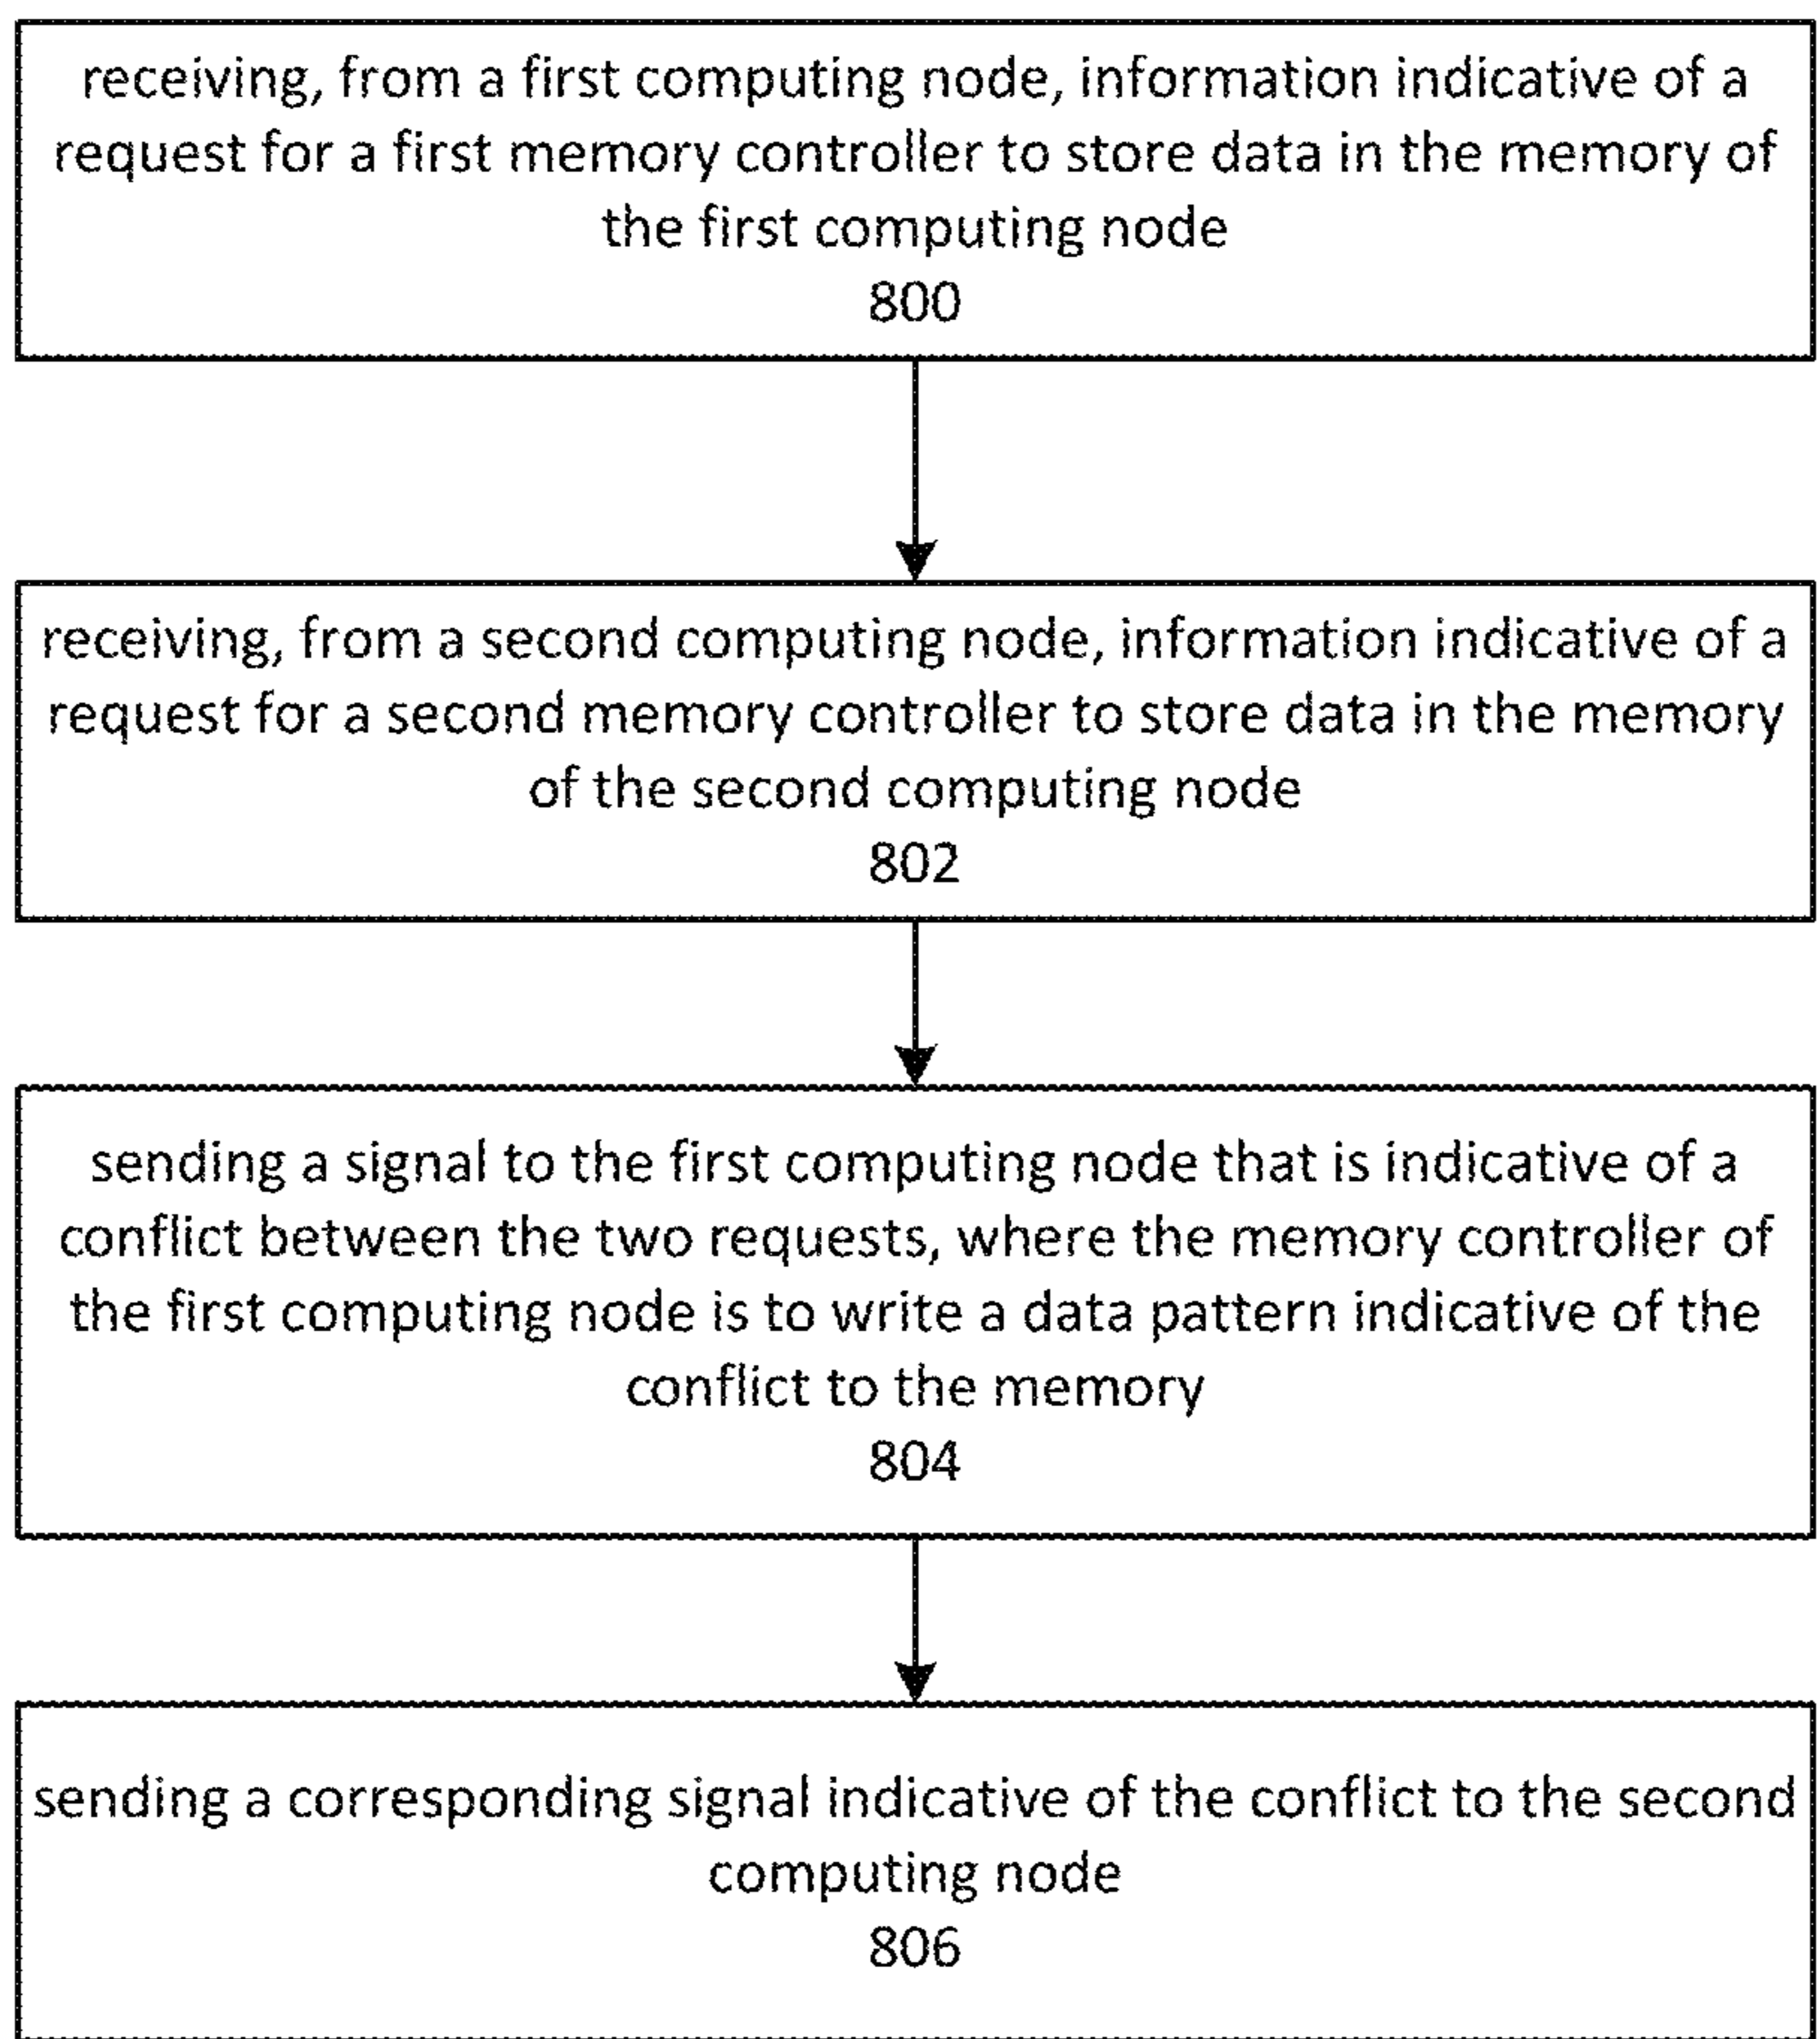 receiving, from a first computing node, information indicative of a
request for a first memory controller to store data in the memory of
the first computing node
800
receiving, from a second computing node, information indicative of a
request for a second memory controller to store data in the memory
of the second computing node
802
sending a signal to the first computing node that is indicative of a
conflict between the two requests, where the memory controller of
the first computing node is to write a data pattern indicative of the
conflict to the memory
804
sending a corresponding signal indicative of the conflict to the second
computing node
806